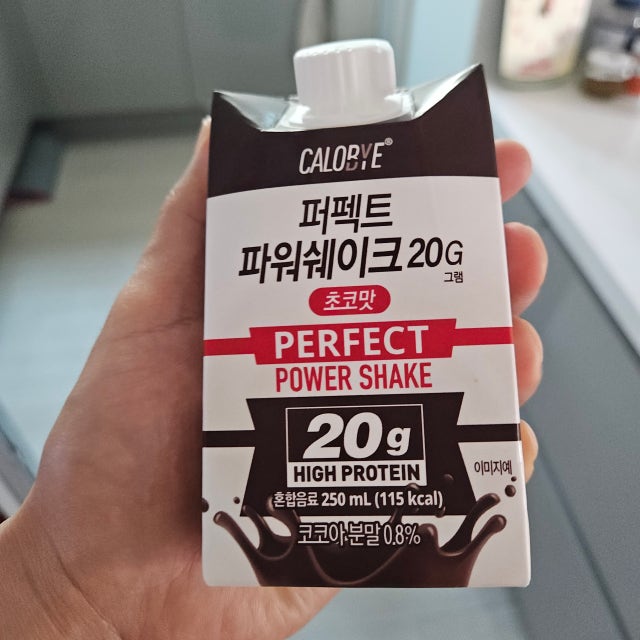 CALOBYE®
퍼펙트
파워쉐이크 20G
그램
초코맛
PERFECT
POWER SHAKE
20g
HIGH PROTEIN
이미지예
혼합음료 250 mL (115 kcal)
코코아분말 0.8%